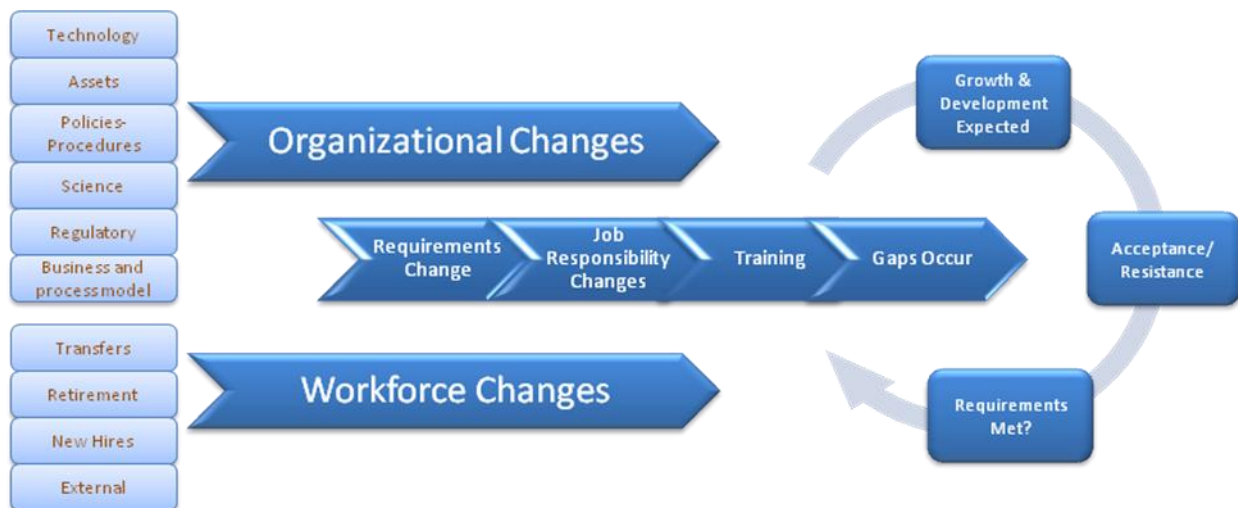 Technology
Assets
Policies-
Procedures
Science
Regulatory
Business and
process model
Transfers
Retirement
New Hires
External
Organizational Changes
Requirements
Change
Job
Responsibility
Changes
Training
Gaps Occur
Workforce Changes
Growth &
Development
Expected
Acceptance/
Resistance
Requirements
Met?